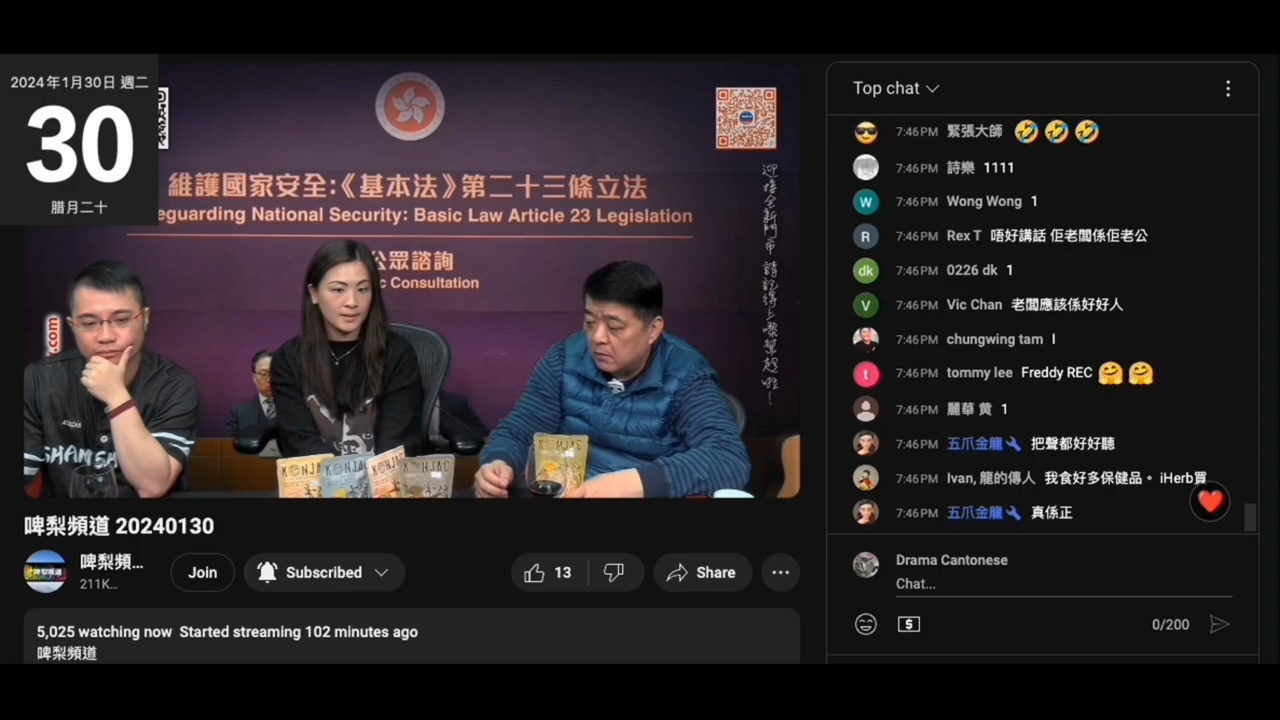 2024年1月30日 週二
30
腊月二十
維護國家安全:《基本法》第二十三條立法
eguarding National Security: Basic Law Article 23 Legislation
公眾諮詢
c Consultation
.com
SHAMSH
KONJAC
KONJAC
啤梨頻道 20240130
啤梨頻...
211K...
Join
Subscribed
13
Share
5,025 watching now Started streaming 102 minutes ago
啤梨頻道
Top chat
7:46PM 緊張大師 🤣🤣🤣
7:46PM 詩樂 1111
W 7:46PM Wong Wong 1
R 7:46PM Rex T 唔好講話 佢老闆係佢老公
dk 7:46PM 0226 dk 1
V 7:46PM Vic Chan 老闆應該係好好人
7:46PM chungwing tam l
t 7:46PM tommy lee Freddy REC 🤗🤗
7:46PM 麗華 黄 1
7:46PM 五爪金龍 把聲都好好聽
7:46PM Ivan, 龍的傳人 我食好多保健品。 iHerb買
7:46PM 五爪金龍 真係正
Drama Cantonese
Chat...
0/200